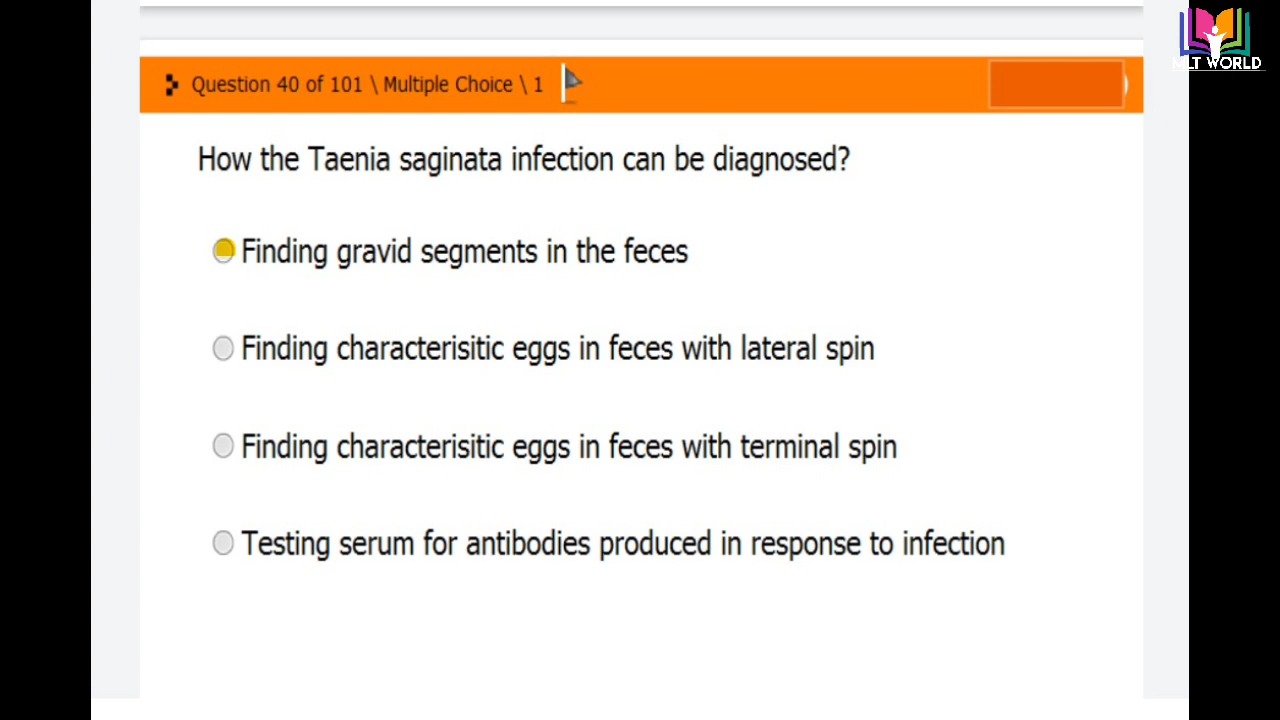 MLT WORLD
Question 40 of 101 \ Multiple Choice \ 1
How the Taenia saginata infection can be diagnosed?
Finding gravid segments in the feces
Finding characterisitic eggs in feces with lateral spin
Finding characterisitic eggs in feces with terminal spin
Testing serum for antibodies produced in response to infection